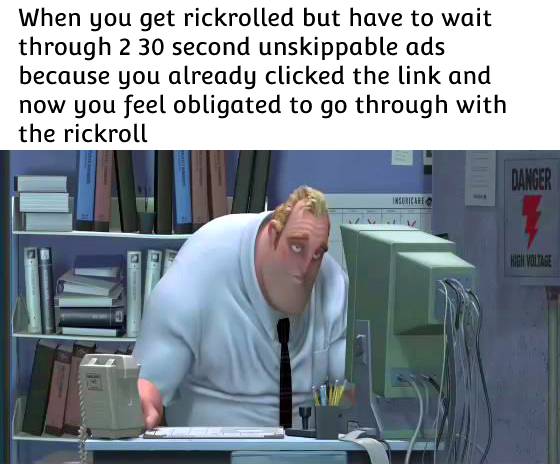 When you get rickrolled but have to wait
through 2 30 second unskippable ads
because you already clicked the link and
now you feel obligated to go through with
the rickroll
INSURICARE
DANGER
HIGH VOLTAGE